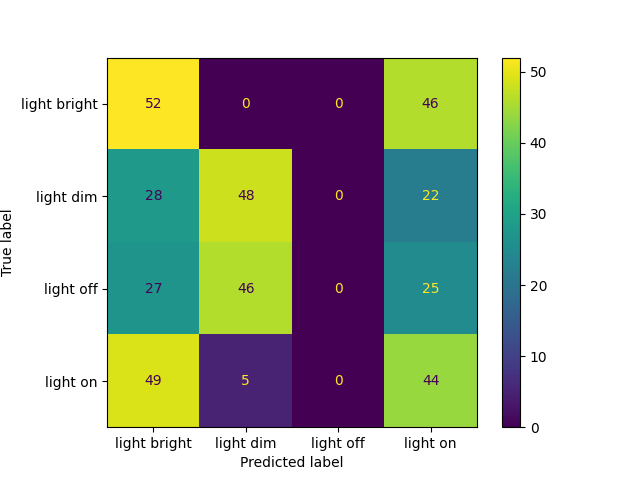 light bright 52 0 0 46
light dim 28 48 0 22
light off 27 46 0 25
light on 49 5 0 44
light bright light dim light off light on
Predicted label
True label
50
40
30
20
10
0